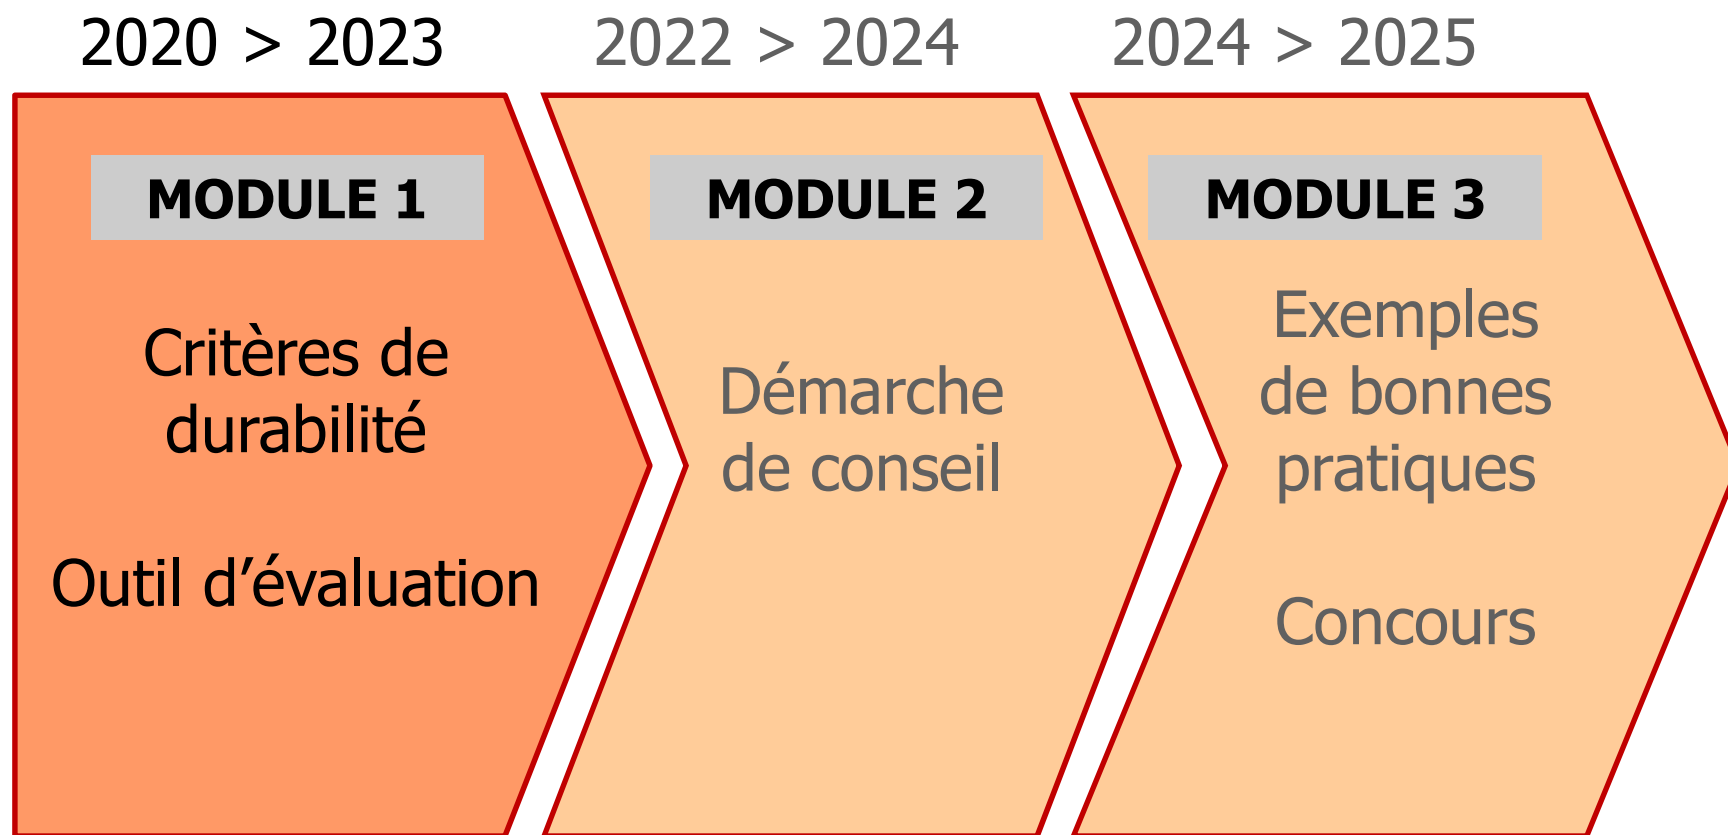 2020 > 2023
2022 > 2024
2024 > 2025
MODULE 1
Critères de
durabilité
Outil d’évaluation
MODULE 2
Démarche
de conseil
MODULE 3
Exemples
de bonnes
pratiques
Concours